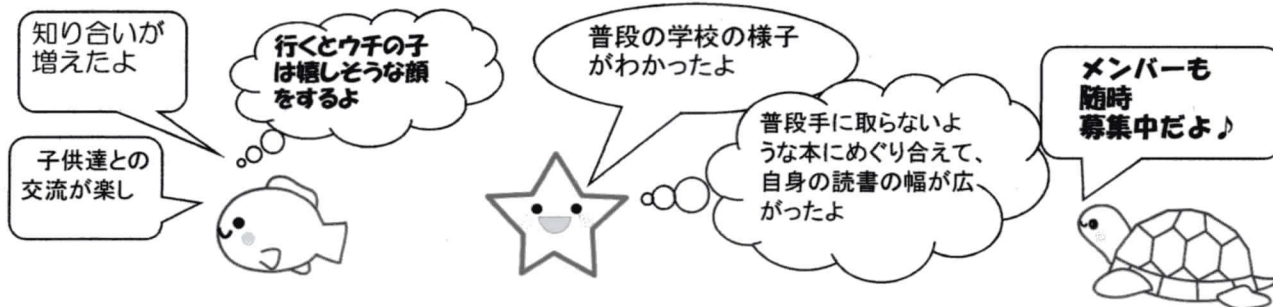 知り合いが
増えたよ
行くとウチの子
は嬉しそうな顔
をするよ
子供達との
交流が楽し
普段の学校の様子
がわかったよ
普段手に取らないよ
うな本にめぐり合えて、
自身の読書の幅が広
がったよ
メンバーも
随時
募集中だよ♪